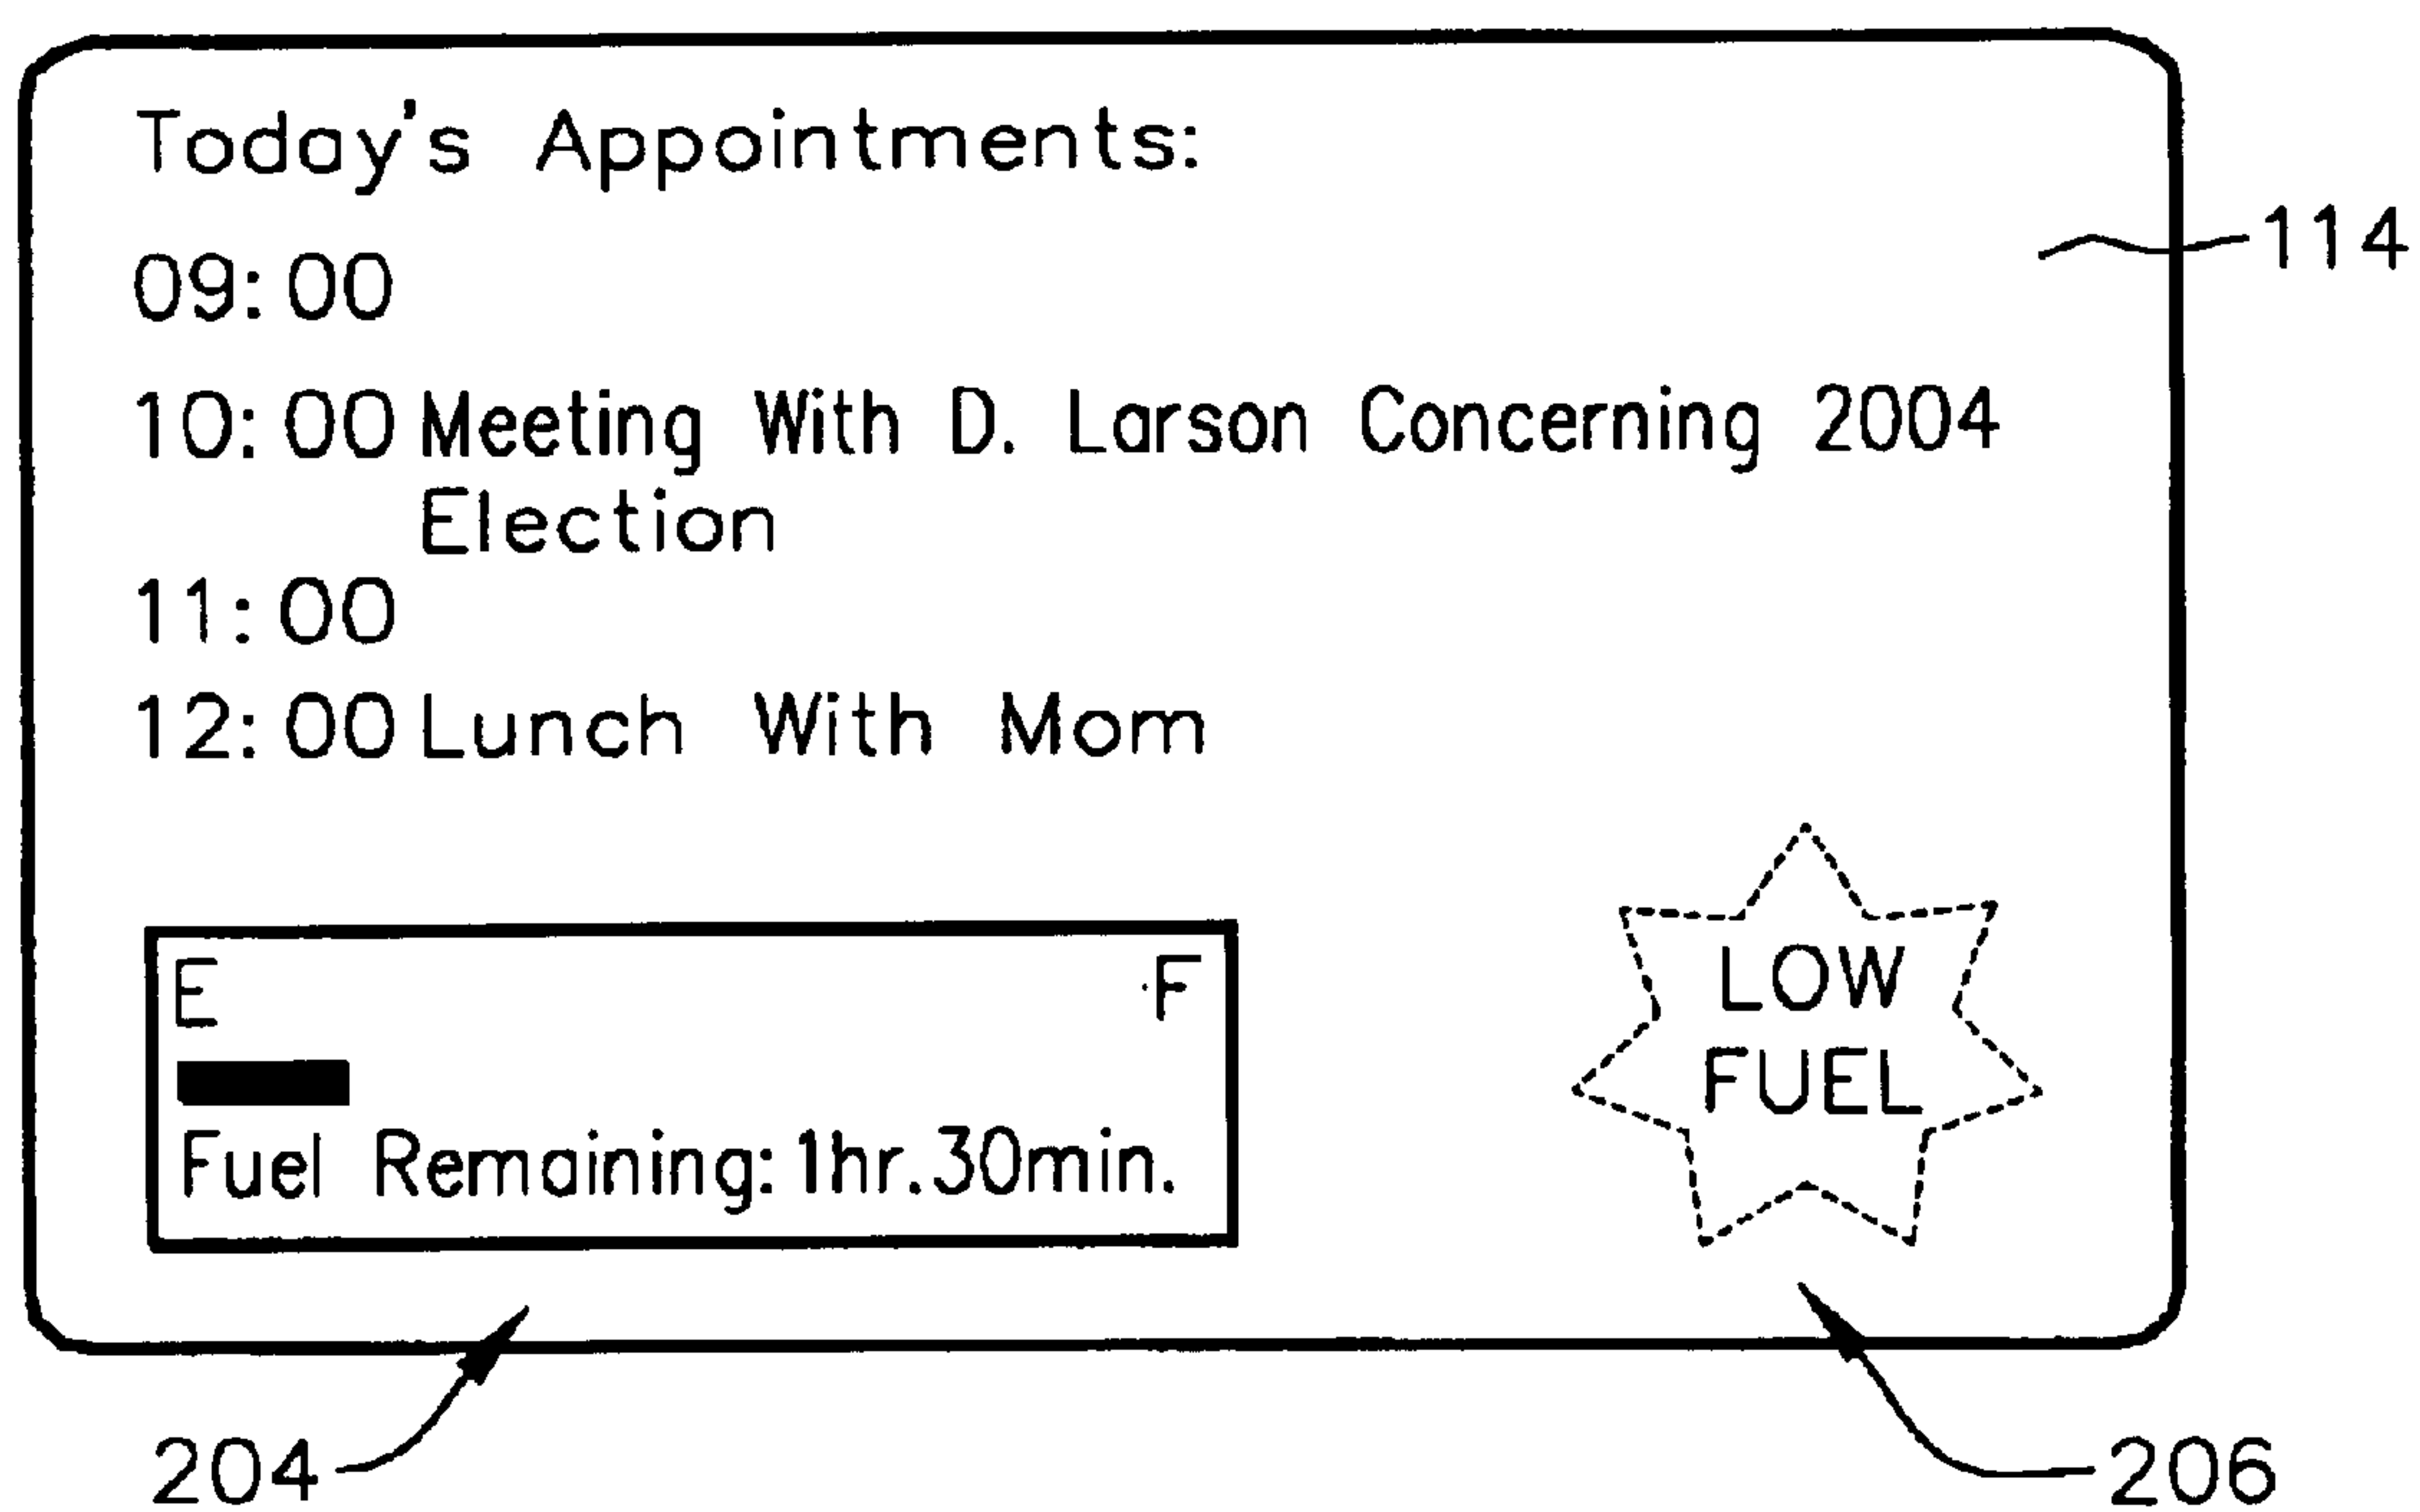 Today's Appointments:
09:00
114
10:00 Meeting With D. Larson Concerning 2004
Election
11:00
12:00 Lunch With Mom
E F
Fuel Remaining: 1hr.30min.
LOW
FUEL
204
206